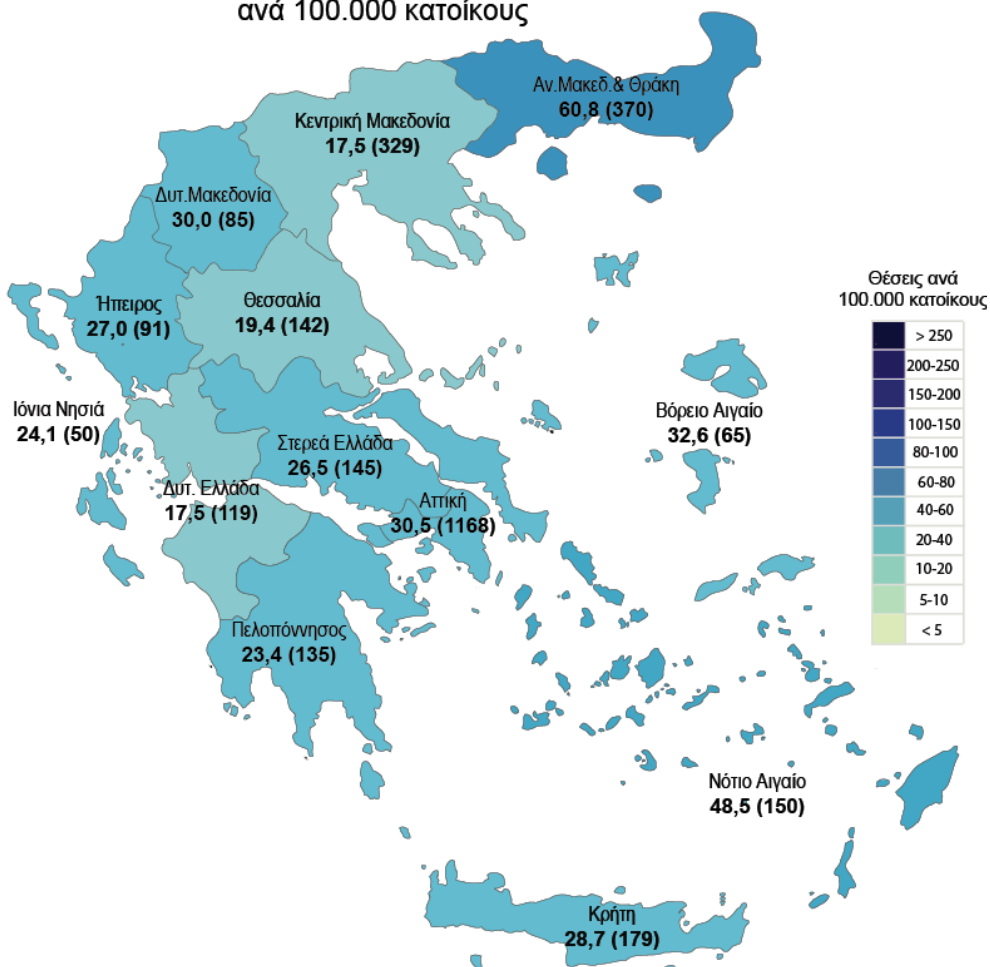 ανά 100.000 κατοίκους
Αν.Μακεδ.& Θράκη
60,8 (370)
Κεντρική Μακεδονία
17,5 (329)
Δυτ.Μακεδονία
30,0 (85)
Ήπειρος
27,0 (91)
Θεσσαλία
19,4 (142)
Θέσεις ανά
100.000 κατοίκους
> 250
200-250
150-200
100-150
80-100
60-80
40-60
20-40
10-20
5-10
< 5
Ιόνια Νησιά
24,1 (50)
Βόρειο Αιγαίο
32,6 (65)
Στερεά Ελλάδα
26,5 (145)
Δυτ. Ελλάδα
17,5 (119)
Αττική
30,5 (1168)
Πελοπόννησος
23,4 (135)
Νότιο Αιγαίο
48,5 (150)
Κρήτη
28,7 (179)